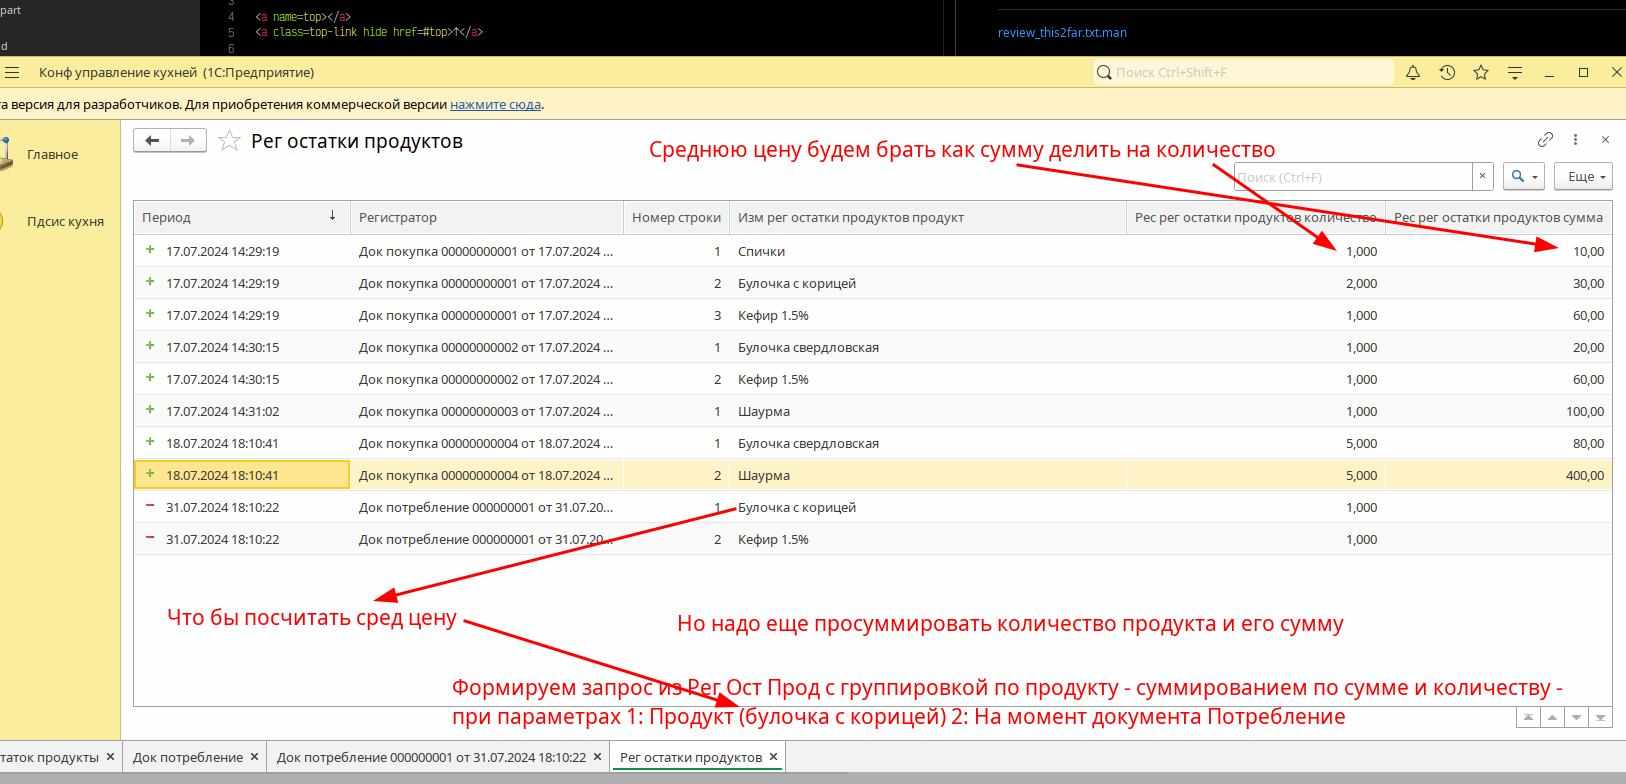 part
3
4 <a name=top></a>
d
5 <a class=top-link hide href=#top>↑</a>
review_this2far.txt.man
6
Конф управление кухней (1С:Предприятие)
Поиск Ctrl+Shift+F
та версия для разработчиков. Для приобретения коммерческой версии нажмите сюда.
Главное
Пдсис кухня
Рег остатки продуктов
Среднюю цену будем брать как сумму делить на количество
Поиск (Ctrl+F)
×
Еще
Период ↓ Регистратор Номер строки Изм рег остатки продуктов продукт Рес рег остатки продуктов количество Рес рег остатки продуктов сумма
+ 17.07.2024 14:29:19 Док покупка 00000000001 от 17.07.2024 ... 1 Спички 1,000 10,00
+ 17.07.2024 14:29:19 Док покупка 00000000001 от 17.07.2024 ... 2 Булочка с корицей 2,000 30,00
+ 17.07.2024 14:29:19 Док покупка 00000000001 от 17.07.2024 ... 3 Кефир 1.5% 1,000 60,00
+ 17.07.2024 14:30:15 Док покупка 00000000002 от 17.07.2024 ... 1 Булочка свердловская 1,000 20,00
+ 17.07.2024 14:30:15 Док покупка 00000000002 от 17.07.2024 ... 2 Кефир 1.5% 1,000 60,00
+ 17.07.2024 14:31:02 Док покупка 00000000003 от 17.07.2024 ... 1 Шаурма 1,000 100,00
+ 18.07.2024 18:10:41 Док покупка 00000000004 от 18.07.2024 ... 1 Булочка свердловская 5,000 80,00
+ 18.07.2024 18:10:41 Док покупка 00000000004 от 18.07.2024 ... 2 Шаурма 5,000 400,00
− 31.07.2024 18:10:22 Док потребление 000000001 от 31.07.20... 1 Булочка с корицей 1,000
− 31.07.2024 18:10:22 Док потребление 000000001 от 31.07.20... 2 Кефир 1.5% 1,000
Что бы посчитать сред цену
Но надо еще просуммировать количество продукта и его сумму
Формируем запрос из Рег Ост Прод с группировкой по продукту - суммированием по сумме и количеству -
при параметрах 1: Продукт (булочка с корицей) 2: На момент документа Потребление
таток продукты × Док потребление × Док потребление 000000001 от 31.07.2024 18:10:22 × Рег остатки продуктов ×